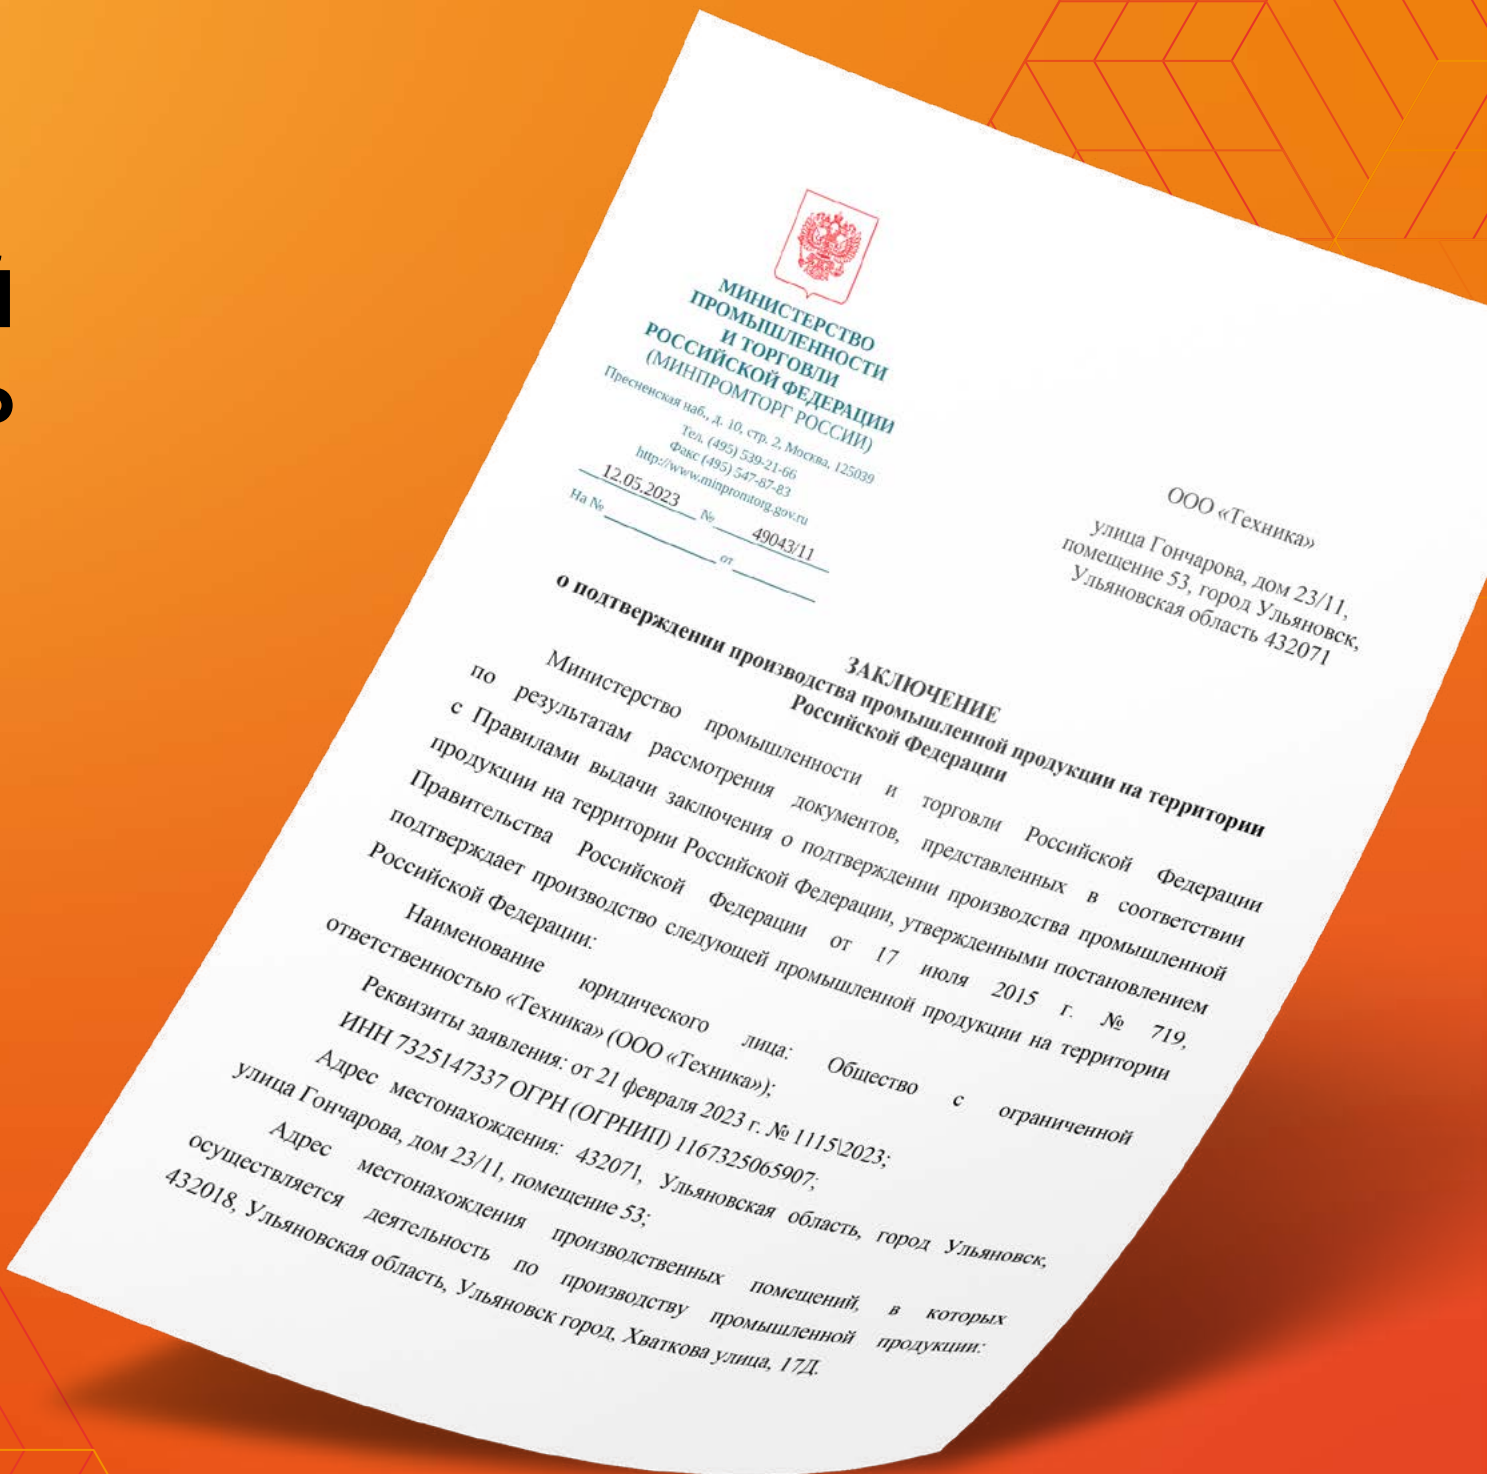 МИНИСТЕРСТВО
ПРОМЫШЛЕННОСТИ
И ТОРГОВЛИ
РОССИЙСКОЙ ФЕДЕРАЦИИ
(МИНПРОМТОРГ РОССИИ)
Пресненская наб., д. 10, стр. 2, Москва, 125039
Тел. (495) 539-21-66
Факс (495) 547-87-83
http://www.minpromtorg.gov.ru
12.05.2023 № 49043/11
На № от
ООО «Техника»
улица Гончарова, дом 23/11,
помещение 53, город Ульяновск,
Ульяновская область 432071
ЗАКЛЮЧЕНИЕ
о подтверждении производства промышленной продукции на территории
Российской Федерации
Министерство промышленности и торговли Российской Федерации
по результатам рассмотрения документов, представленных в соответствии
с Правилами выдачи заключения о подтверждении производства промышленной
продукции на территории Российской Федерации, утвержденными постановлением
Правительства Российской Федерации от 17 июля 2015 г. № 719,
подтверждает производство следующей промышленной продукции на территории
Российской Федерации:
Наименование юридического лица: Общество с ограниченной
ответственностью «Техника» (ООО «Техника»);
Реквизиты заявления: от 21 февраля 2023 г. № 1115\2023;
ИНН 7325147337 ОГРН (ОГРНИП) 1167325065907;
Адрес местонахождения: 432071, Ульяновская область, город Ульяновск,
улица Гончарова, дом 23/11, помещение 53;
Адрес местонахождения производственных помещений, в которых
осуществляется деятельность по производству промышленной продукции:
432018, Ульяновская область, Ульяновск город, Хваткова улица, 17Д.